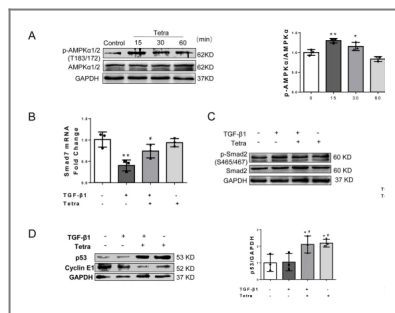 A
Tetra
Control 15 30 60 (min)
p-AMPKα1/2
(T183/172)
62KD
AMPKα1/2 62KD
GAPDH 37KD
p-AMPKα/AMPKα
0 15 30 60
B
Smad7 mRNA
Fold Change
TGF-β1 - + + -
Tetra - - + +
C
TGF-β1 - + + -
Tetra - - + +
p-Smad2
(S465/467)
60 KD
Smad2 60 KD
GAPDH 37 KD
D
TGF-β1 - + + -
Tetra - - + +
p53 53 KD
Cyclin E1 52 KD
GAPDH 37 KD
p53/GAPDH
TGF-β1 - + + -
Tetra - - + +